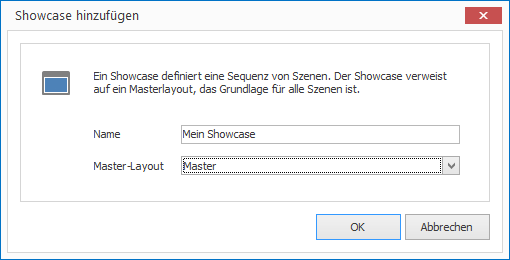 Showcase hinzufügen
Ein Showcase definiert eine Sequenz von Szenen. Der Showcase verweist
auf ein Masterlayout, das Grundlage für alle Szenen ist.
Name
Mein Showcase
Master-Layout
Master
OK
Abbrechen